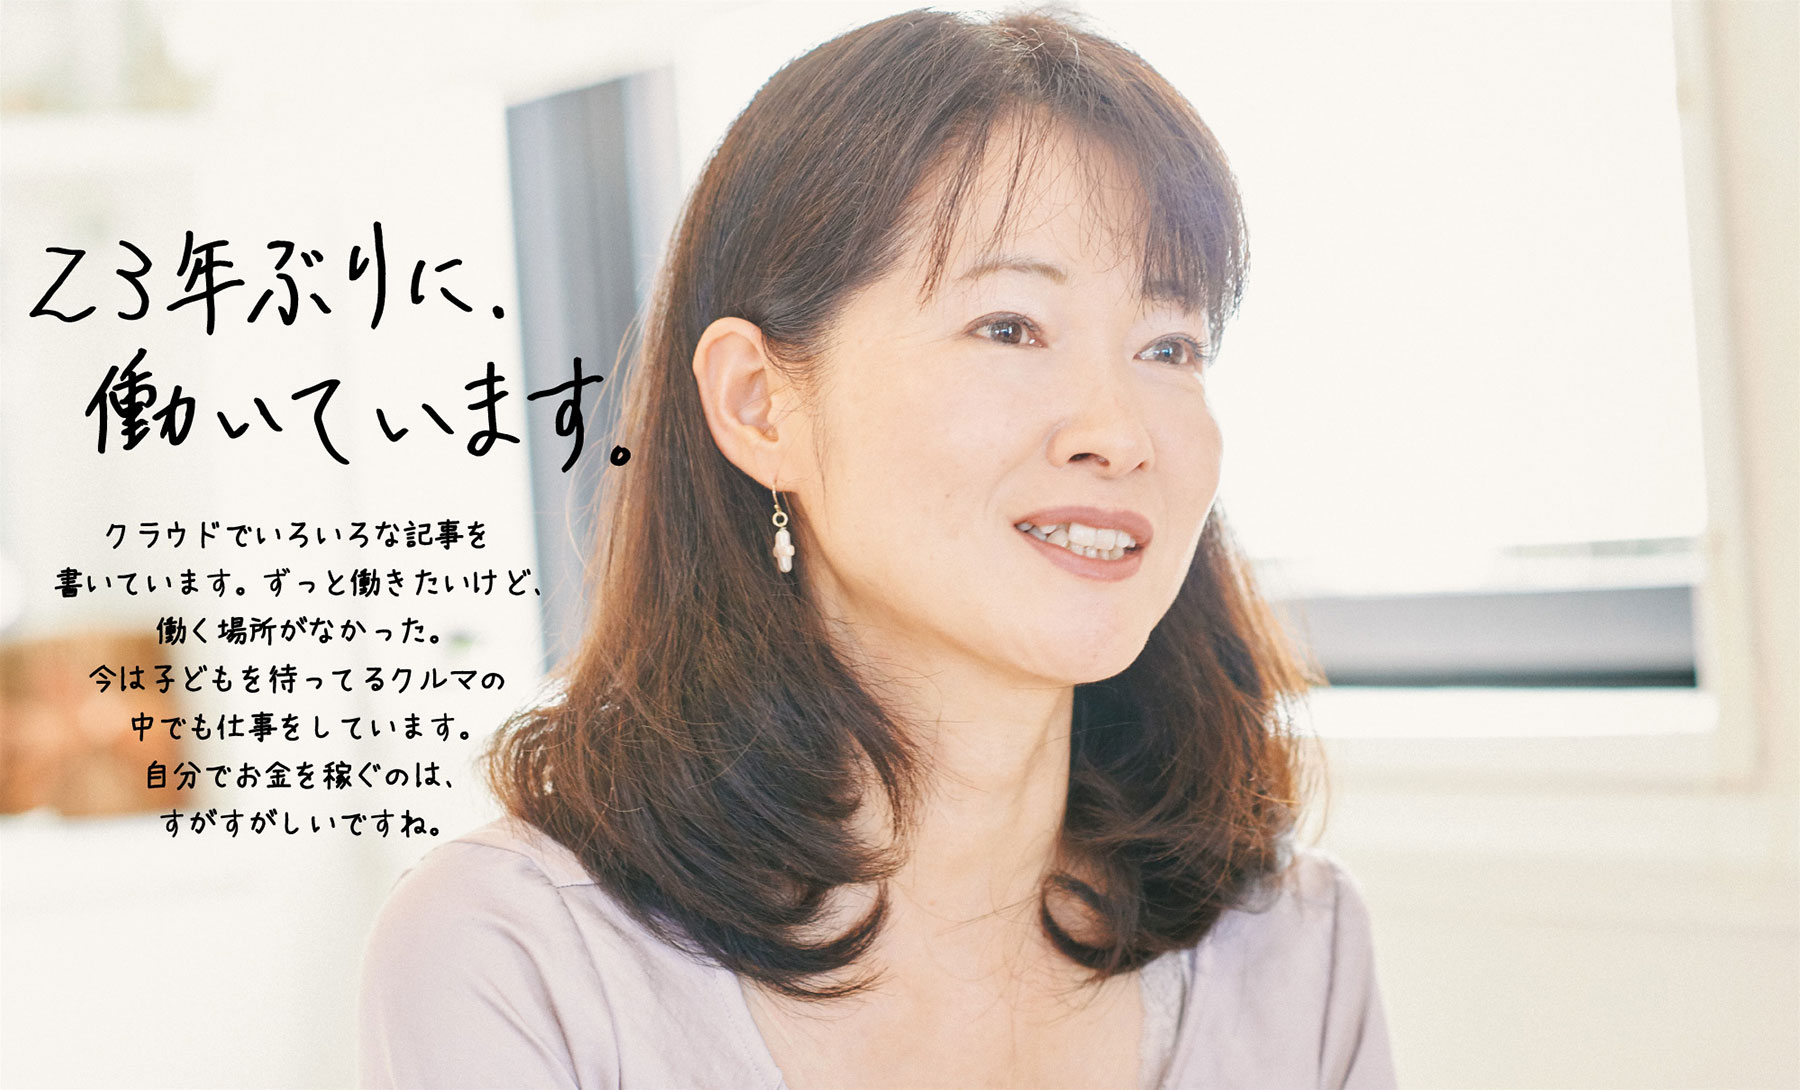 23年ぶりに、
働いています。
クラウドでいろいろな記事を
書いています。ずっと働きたいけど、
働く場所がなかった。
今は子どもを待ってるクルマの
中でも仕事をしています。
自分でお金を稼ぐのは、
すがすがしいですね。